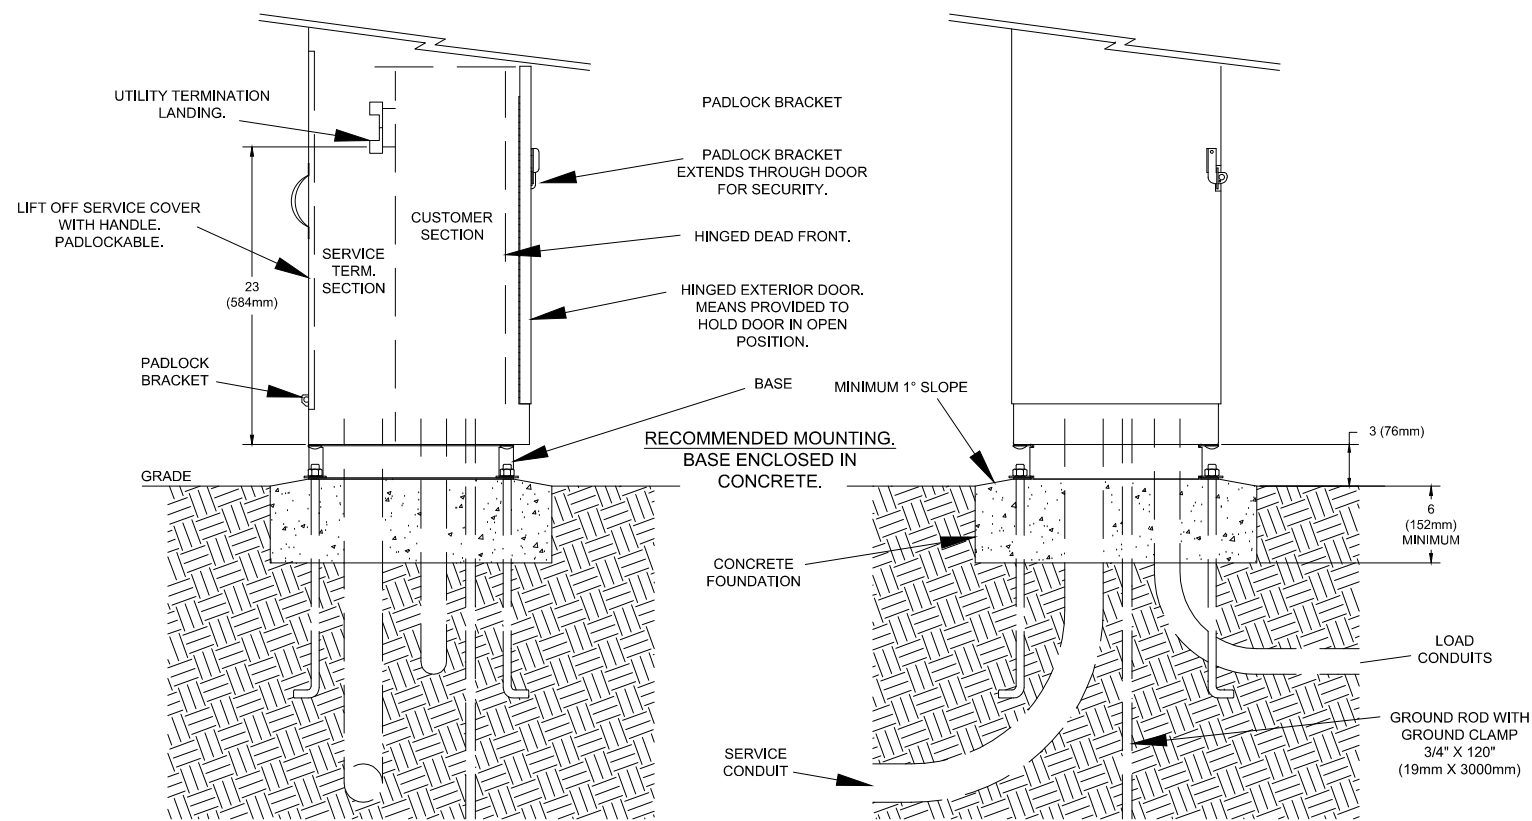 UTILITY TERMINATION
LANDING.
LIFT OFF SERVICE COVER
WITH HANDLE.
PADLOCKABLE.
SERVICE
TERM.
SECTION
CUSTOMER
SECTION
23
(584mm)
PADLOCK
BRACKET
GRADE
PADLOCK BRACKET
PADLOCK BRACKET
EXTENDS THROUGH DOOR
FOR SECURITY.
HINGED DEAD FRONT.
HINGED EXTERIOR DOOR.
MEANS PROVIDED TO
HOLD DOOR IN OPEN
POSITION.
BASE
MINIMUM 1° SLOPE
RECOMMENDED MOUNTING.
BASE ENCLOSED IN
CONCRETE.
CONCRETE
FOUNDATION
SERVICE
CONDUIT
3 (76mm)
6
(152mm)
MINIMUM
LOAD
CONDUITS
GROUND ROD WITH
GROUND CLAMP
3/4" X 120"
(19mm X 3000mm)